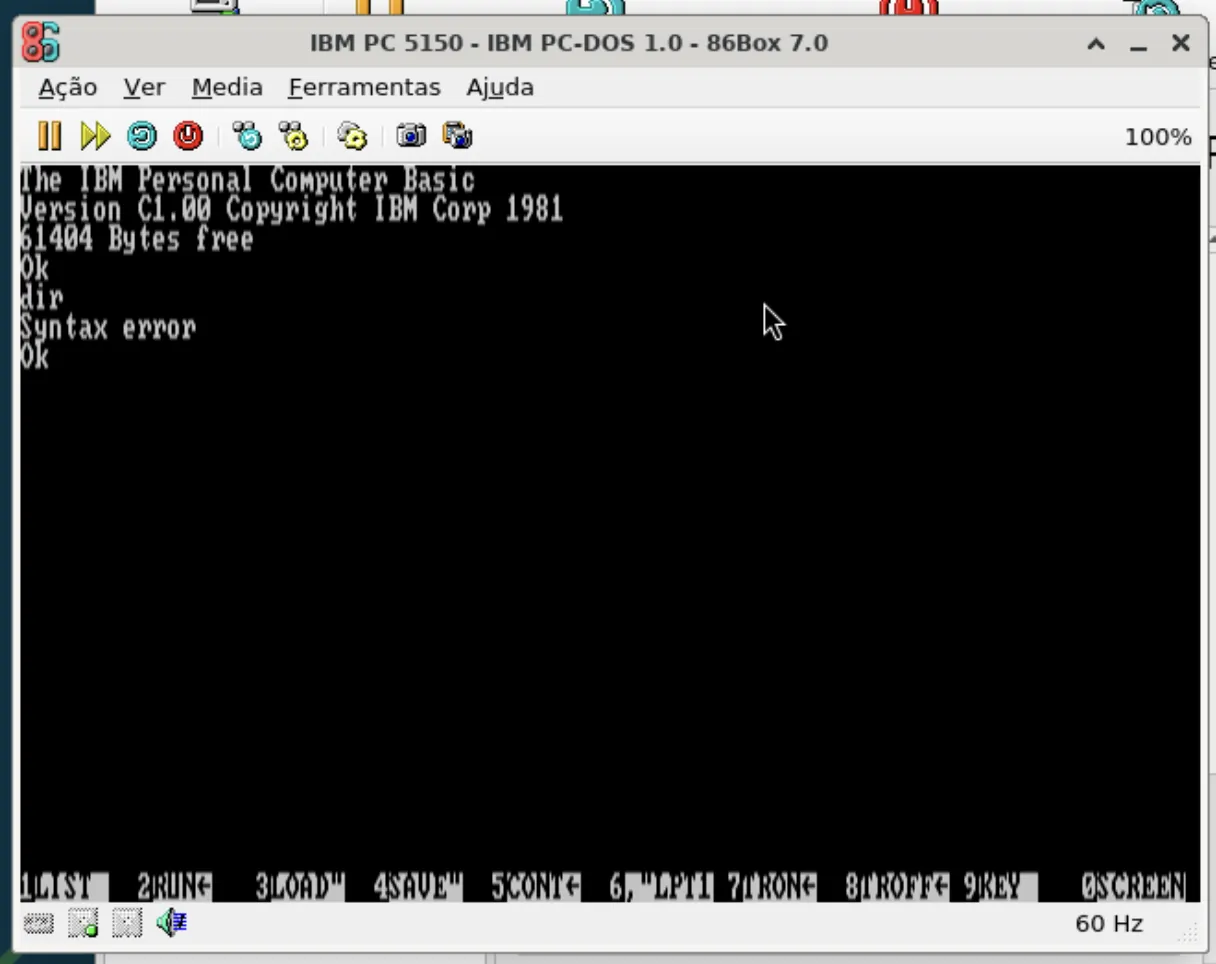 IBM PC 5150 - IBM PC-DOS 1.0 - 86Box 7.0
Ação Ver Media Ferramentas Ajuda
100%
The IBM Personal Computer Basic
Version C1.00 Copyright IBM Corp 1981
61404 Bytes free
Ok
dir
Syntax error
Ok
1LIST 2RUN← 3LOAD" 4SAVE" 5CONT← 6,"LPT1 7TRON← 8TROFF← 9KEY 0SCREEN
60 Hz